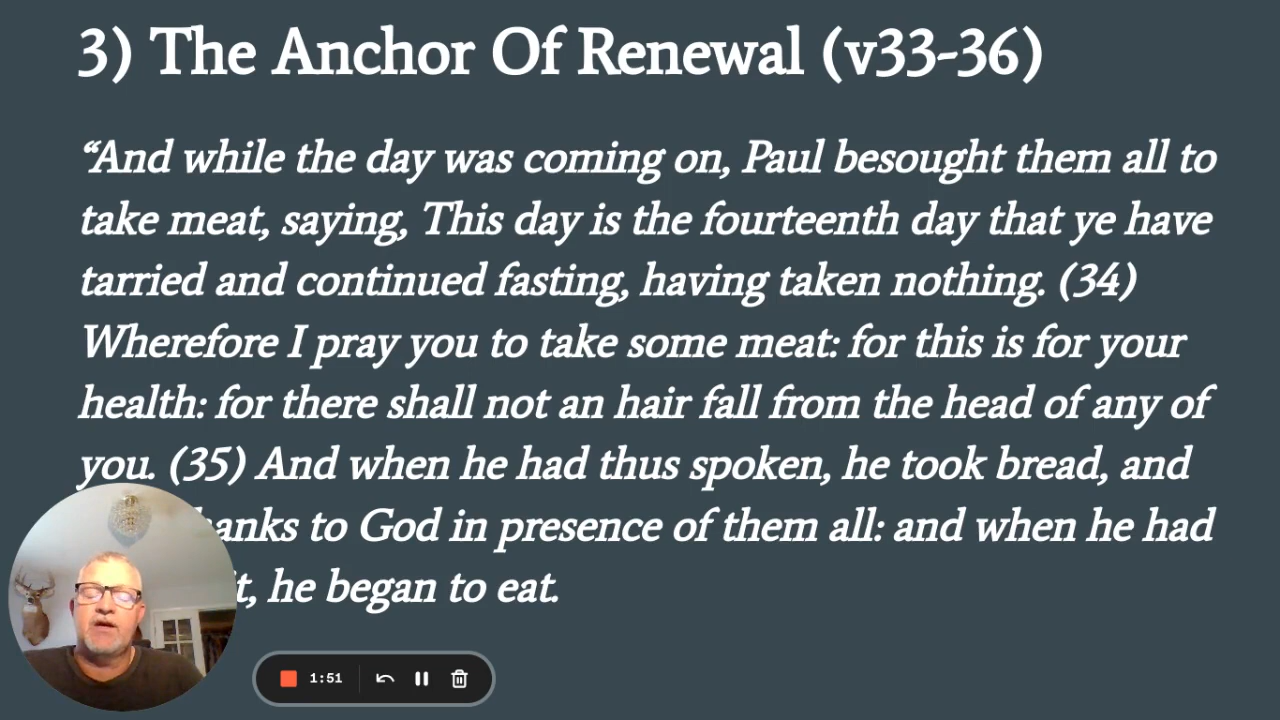 3) The Anchor Of Renewal (v33-36)
“And while the day was coming on, Paul besought them all to
take meat, saying, This day is the fourteenth day that ye have
tarried and continued fasting, having taken nothing. (34)
Wherefore I pray you to take some meat: for this is for your
health: for there shall not an hair fall from the head of any of
you. (35) And when he had thus spoken, he took bread, and
to God in presence of them all: and when he had
he began to eat.
1:51